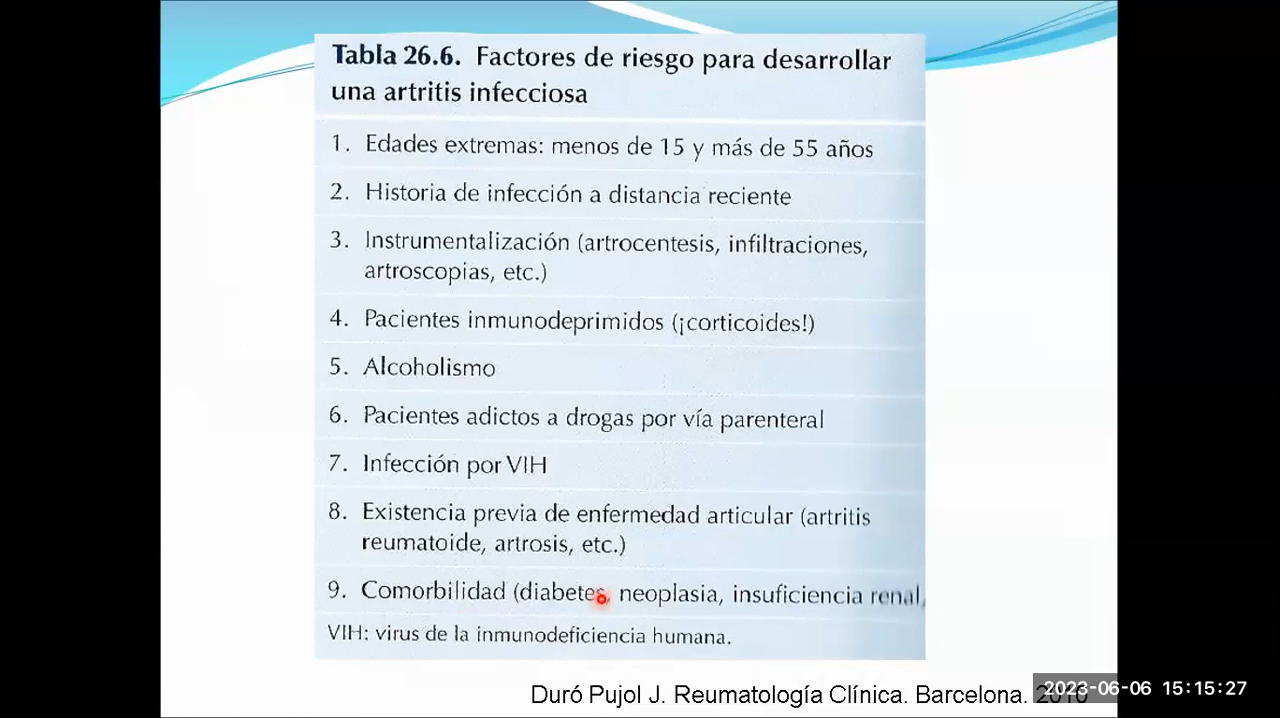 Tabla 26.6. Factores de riesgo para desarrollar
una artritis infecciosa
1. Edades extremas: menos de 15 y más de 55 años
2. Historia de infección a distancia reciente
3. Instrumentalización (artrocentesis, infiltraciones,
artroscopias, etc.)
4. Pacientes inmunodeprimidos (¡corticoides!)
5. Alcoholismo
6. Pacientes adictos a drogas por vía parenteral
7. Infección por VIH
8. Existencia previa de enfermedad articular (artritis
reumatoide, artrosis, etc.)
9. Comorbilidad (diabetes, neoplasia, insuficiencia renal,
VIH: virus de la inmunodeficiencia humana.
Duró Pujol J. Reumatología Clínica. Barcelona. 2010
2023-06-06 15:15:27